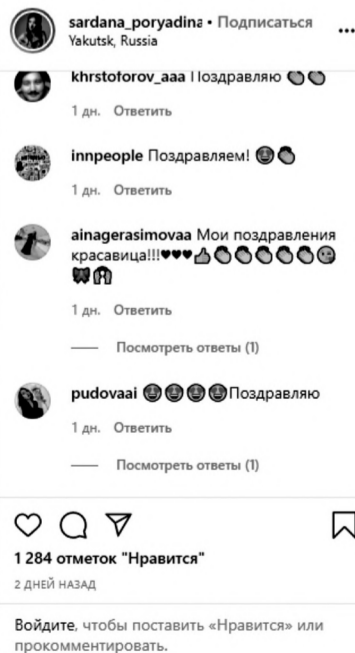 sardana_poryadina • Подписаться
Yakutsk, Russia
khrstoforov_aaa Поздравляю 👏👏
1 дн. Ответить
innpeople Поздравляем! 🤩👏
1 дн. Ответить
ainagerasimovaa Мои поздравления
красавица!!!♥♥♥👍👏👏👏👏👏😘
1 дн. Ответить
Посмотреть ответы (1)
pudovaai 🤩🤩🤩🤩Поздравляю
1 дн. Ответить
Посмотреть ответы (1)
1 284 отметок "Нравится"
2 ДНЕЙ НАЗАД
Войдите, чтобы поставить «Нравится» или
прокомментировать.